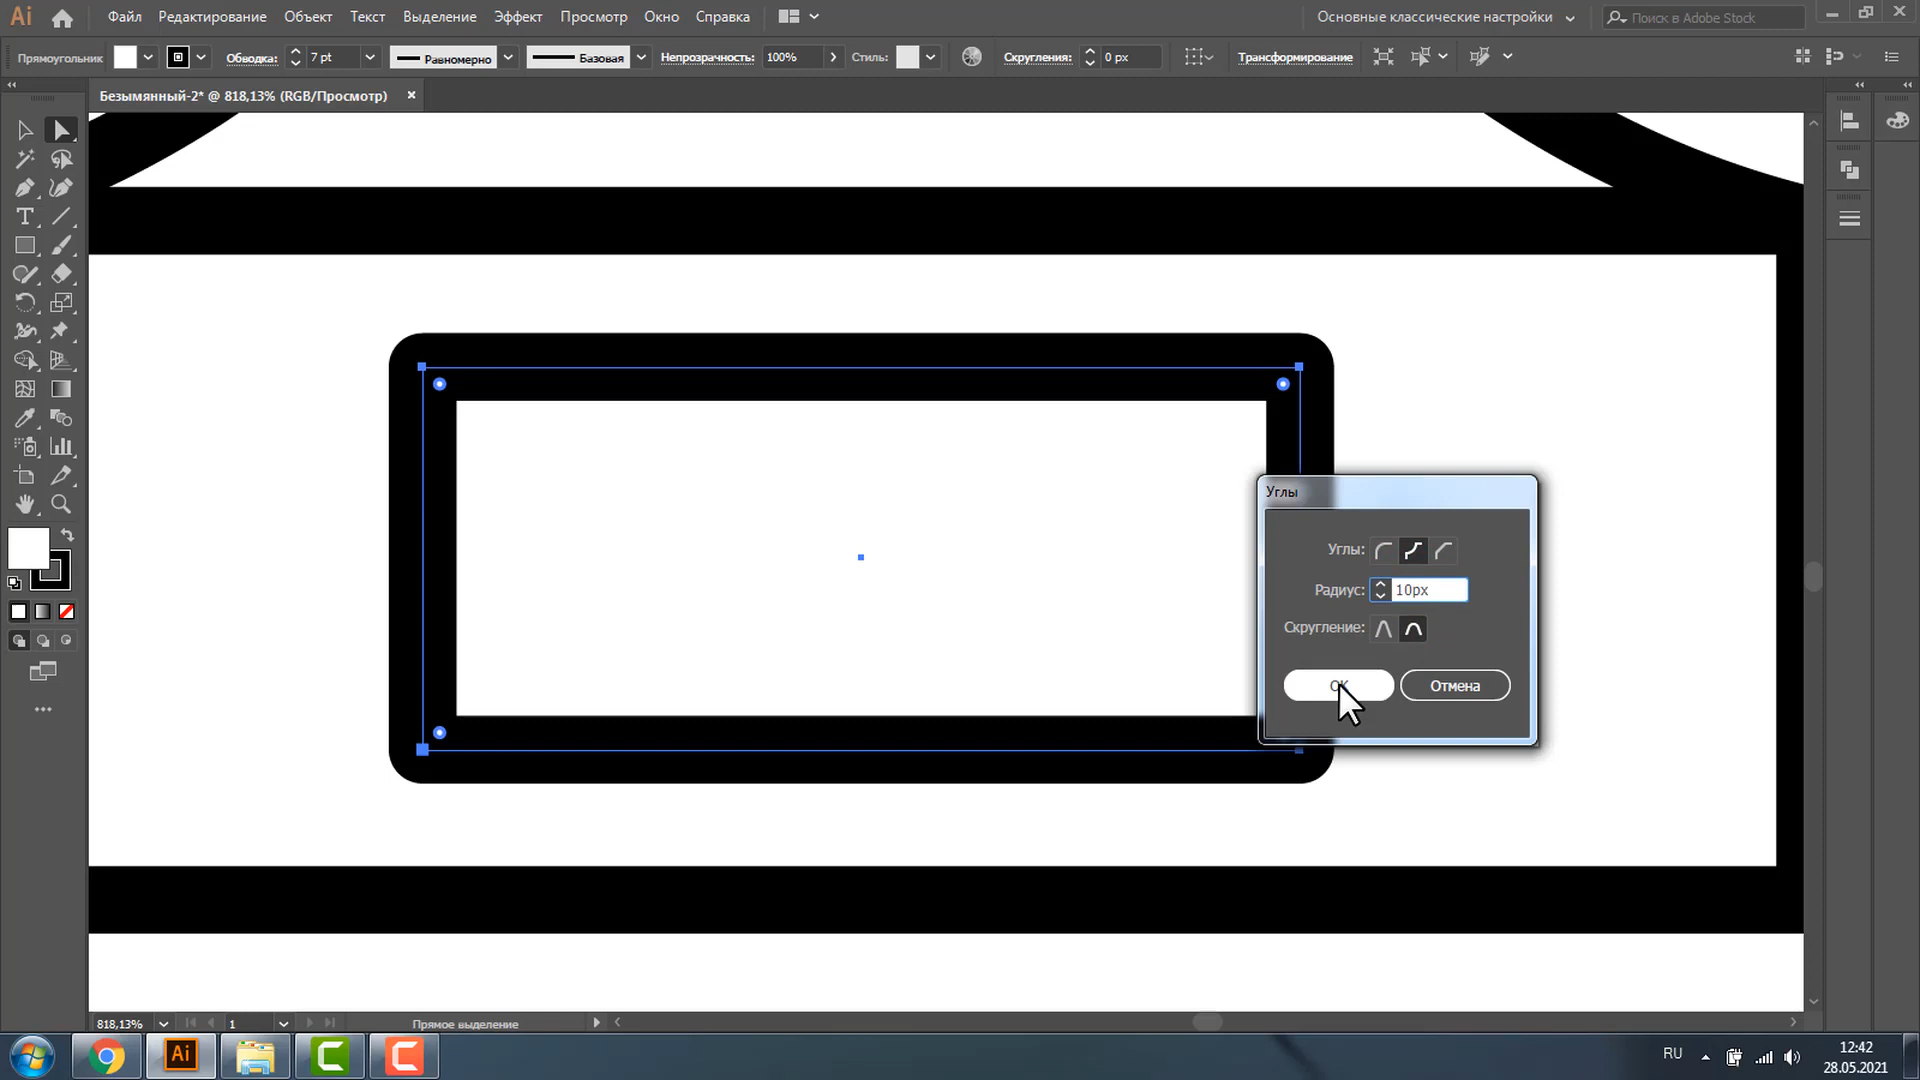 Ai Файл Редактирование Объект Текст Выделение Эффект Просмотр Окно Справка Основные классические настройки Поиск в Adobe Stock
Прямоугольник Обводка: 7 pt Равномерно Базовая Непрозрачность: 100% Стиль: Скругления: 0 px Трансформирование
Безымянный-2* @ 818,13% (RGB/Просмотр) ×
T
Углы
Углы:
Радиус: 10px
Скругление:
ОК Отмена
818,13% 1 Прямое выделение
Ai RU 12:42
28.05.2021